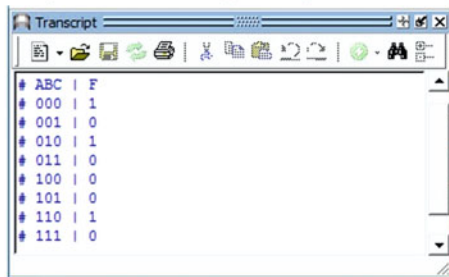 Transcript
# ABC | F
# 000 | 1
# 001 | 0
# 010 | 1
# 011 | 0
# 100 | 0
# 101 | 0
# 110 | 1
# 111 | 0